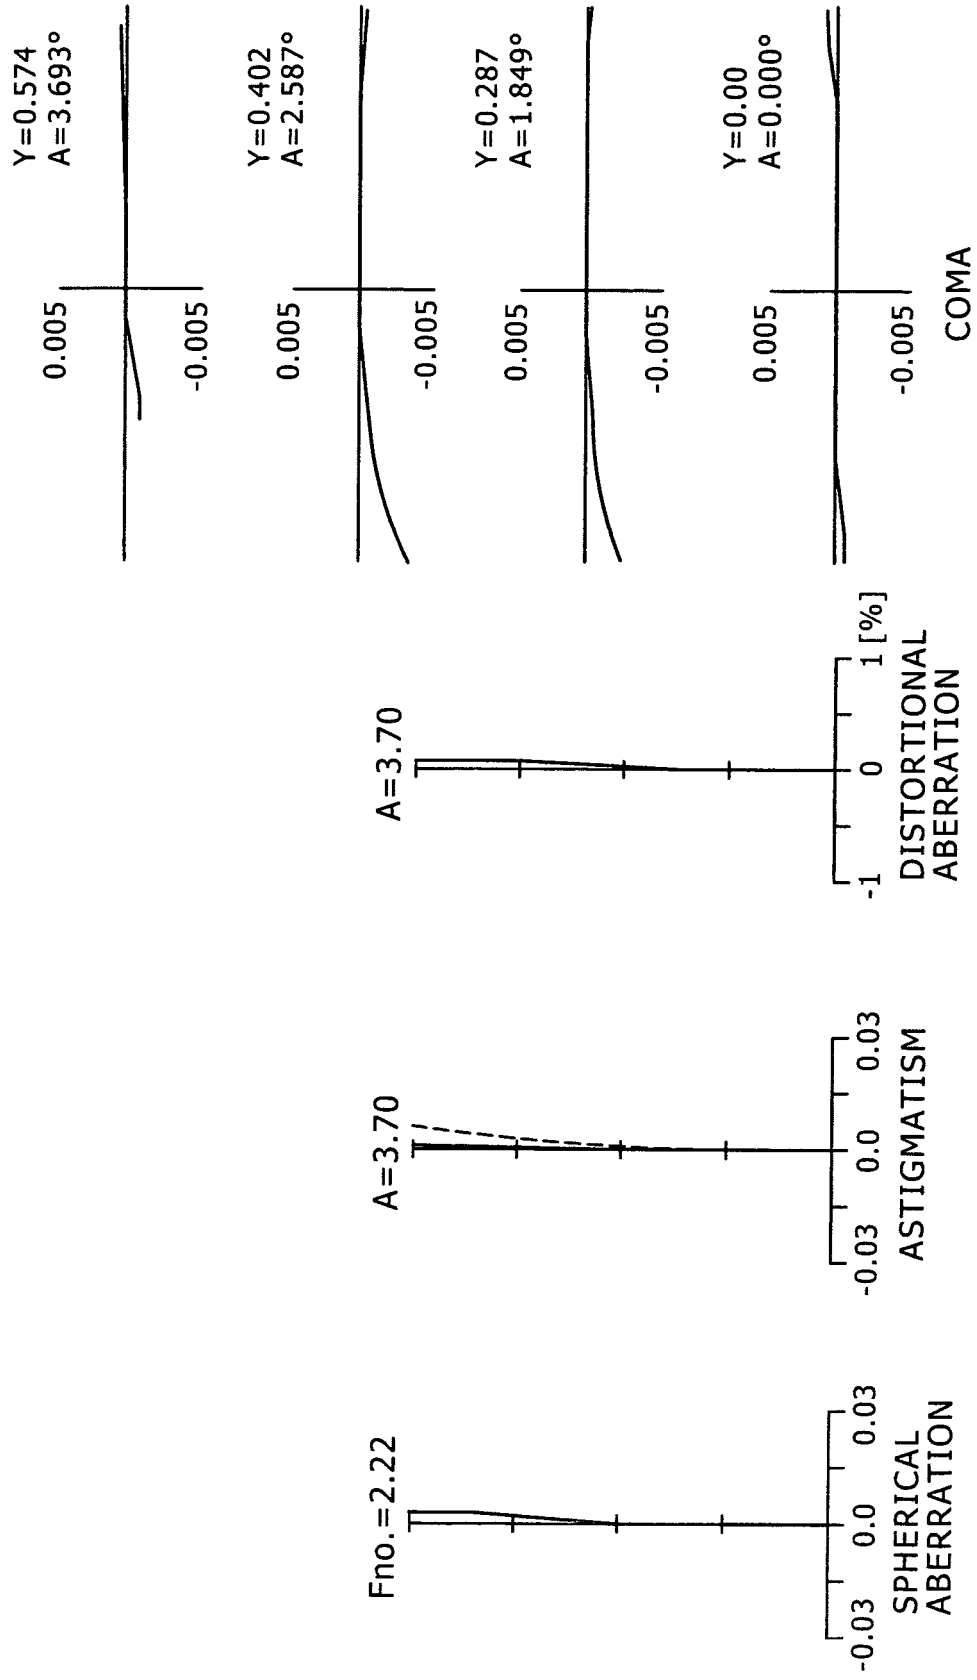 Fno.=2.22
-0.03
0.0
0.03
SPHERICAL
ABERRATION
A=3.70
-0.03
0.0
0.03
ASTIGMATISM
A=3.70
-1
0
1 [%]
DISTORTIONAL
ABERRATION
Y=0.574
A=3.693°
0.005
-0.005
Y=0.402
A=2.587°
0.005
-0.005
Y=0.287
A=1.849°
0.005
-0.005
Y=0.00
A=0.000°
0.005
-0.005
COMA